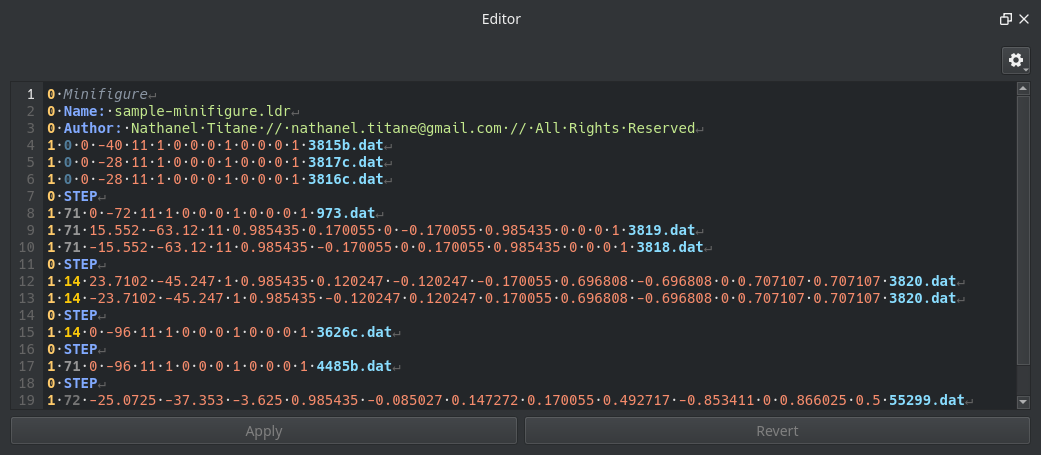 Editor
1 0 Minifigure
2 0 Name: sample-minifigure.ldr
3 0 Author: Nathanel Titane // nathanel.titane@gmail.com // All Rights Reserved
4 1 0 0 -40 11 1 0 0 0 1 0 0 0 1 3815b.dat
5 1 0 0 -28 11 1 0 0 0 1 0 0 0 1 3817c.dat
6 1 0 0 -28 11 1 0 0 0 1 0 0 0 1 3816c.dat
7 0 STEP
8 1 71 0 -72 11 1 0 0 0 1 0 0 0 1 973.dat
9 1 71 15.552 -63.12 11 0.985435 0.170055 0 -0.170055 0.985435 0 0 0 1 3819.dat
10 1 71 -15.552 -63.12 11 0.985435 -0.170055 0 0.170055 0.985435 0 0 0 1 3818.dat
11 0 STEP
12 1 14 23.7102 -45.247 1 0.985435 0.120247 -0.120247 -0.170055 0.696808 -0.696808 0 0.707107 0.707107 3820.dat
13 1 14 -23.7102 -45.247 1 0.985435 -0.120247 0.120247 0.170055 0.696808 -0.696808 0 0.707107 0.707107 3820.dat
14 0 STEP
15 1 14 0 -96 11 1 0 0 0 1 0 0 0 1 3626c.dat
16 0 STEP
17 1 71 0 -96 11 1 0 0 0 1 0 0 0 1 4485b.dat
18 0 STEP
19 1 72 -25.0725 -37.353 -3.625 0.985435 -0.085027 0.147272 0.170055 0.492717 -0.853411 0 0.866025 0.5 55299.dat
Apply Revert